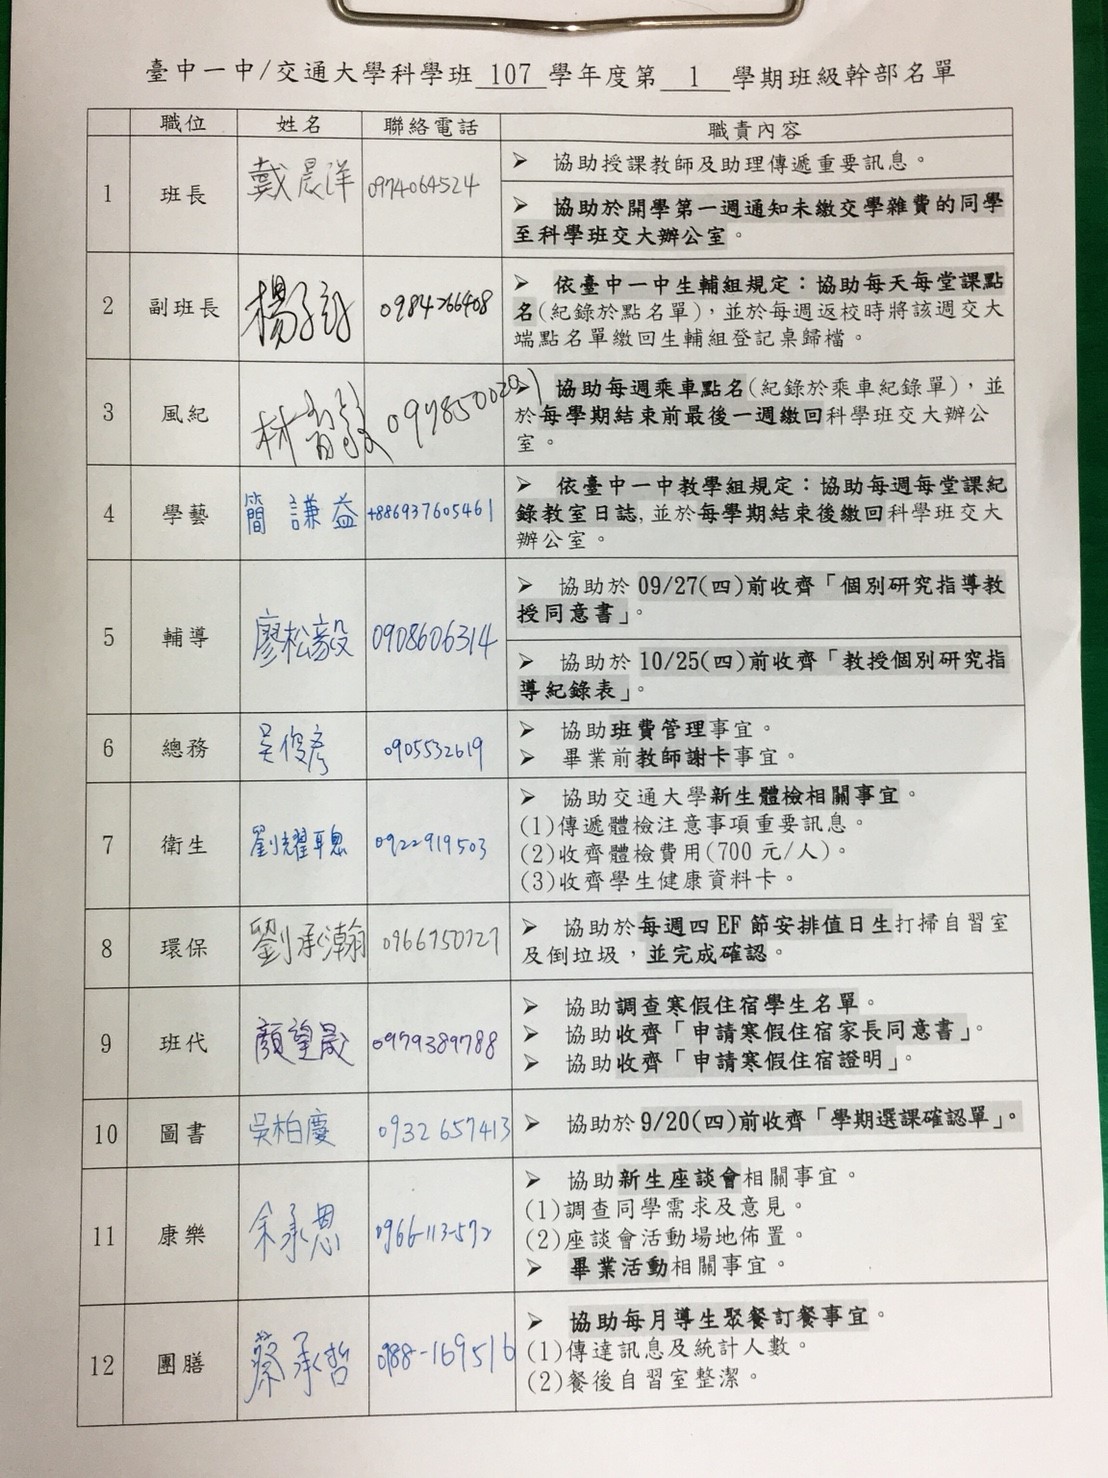 臺中一中/交通大學科學班 107 學年度第 1 學期班級幹部名單
職位 姓名 聯絡電話 職責內容
1 班長 戴晨洋 0974064524
➤ 協助授課教師及助理傳遞重要訊息。
➤ 協助於開學第一週通知未繳交學雜費的同學
至科學班交大辦公室。
2 副班長 楊子 0984266408
➤ 依臺中一中生輔組規定：協助每天每堂課點
名(紀錄於點名單)，並於每週返校時將該週交大
端點名單繳回生輔組登記桌歸檔。
3 風紀 林 0978500291
➤ 協助每週乘車點名(紀錄於乘車紀錄單)，並
於每學期結束前最後一週繳回科學班交大辦公
室。
4 學藝 簡謙益 +886937605461
➤ 依臺中一中教學組規定：協助每週每堂課紀
錄教室日誌,並於每學期結束後繳回科學班交大
辦公室。
5 輔導 廖松毅 0908606314
➤ 協助於 09/27(四)前收齊「個別研究指導教
授同意書」。
➤ 協助於 10/25(四)前收齊「教授個別研究指
導紀錄表」。
6 總務 吳俊彥 0905532619
➤ 協助班費管理事宜。
➤ 畢業前教師謝卡事宜。
7 衛生 劉耀聰 0922919503
➤ 協助交通大學新生體檢相關事宜。
(1)傳遞體檢注意事項重要訊息。
(2)收齊體檢費用(700 元/人)。
(3)收齊學生健康資料卡。
8 環保 劉承瀚 0966750727
➤ 協助於每週四 EF 節安排值日生打掃自習室
及倒垃圾，並完成確認。
9 班代 顏望晟 0979389788
➤ 協助調查寒假住宿學生名單。
➤ 協助收齊「申請寒假住宿家長同意書」。
➤ 協助收齊「申請寒假住宿證明」。
10 圖書 吳柏慶 0932657413
➤ 協助於 9/20(四)前收齊「學期選課確認單」。
11 康樂 余承恩 0966-113-572
➤ 協助新生座談會相關事宜。
(1)調查同學需求及意見。
(2)座談會活動場地佈置。
➤ 畢業活動相關事宜。
12 團膳 蔡承哲 0988-169516
➤ 協助每月導生聚餐訂餐事宜。
(1)傳達訊息及統計人數。
(2)餐後自習室整潔。